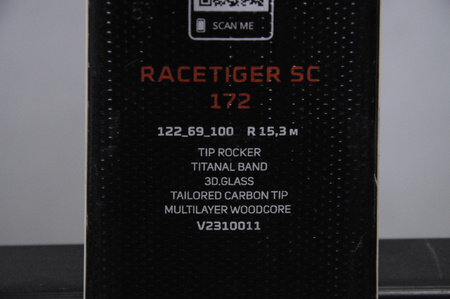 SCAN ME
RACETIGER SC
172
122_69_100 R 15,3 M
TIP ROCKER
TITANAL BAND
3D.GLASS
TAILORED CARBON TIP
MULTILAYER WOODCORE
V2310011